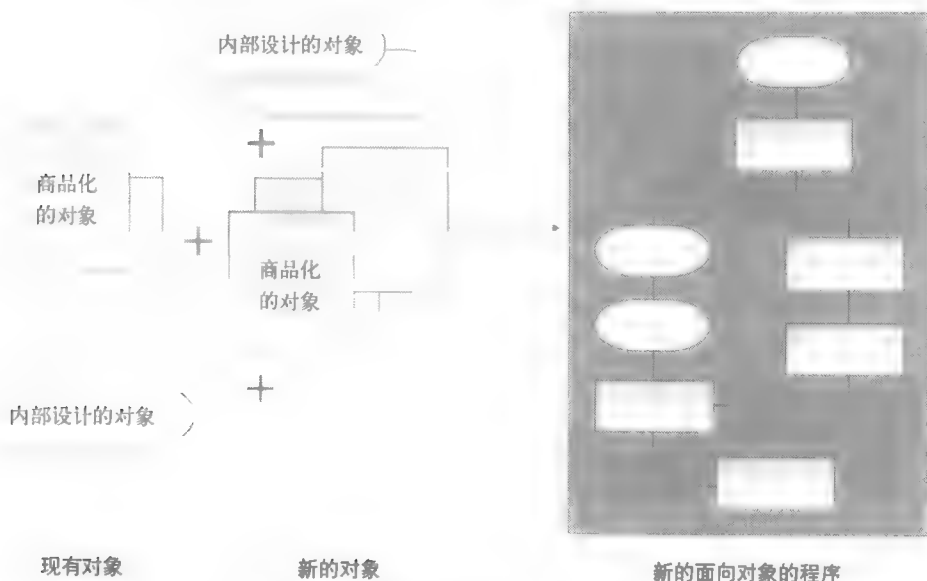 内部设计的对象
商品化
的对象
商品化
的对象
内部设计的对象
现有对象
新的对象
新的面向对象的程序